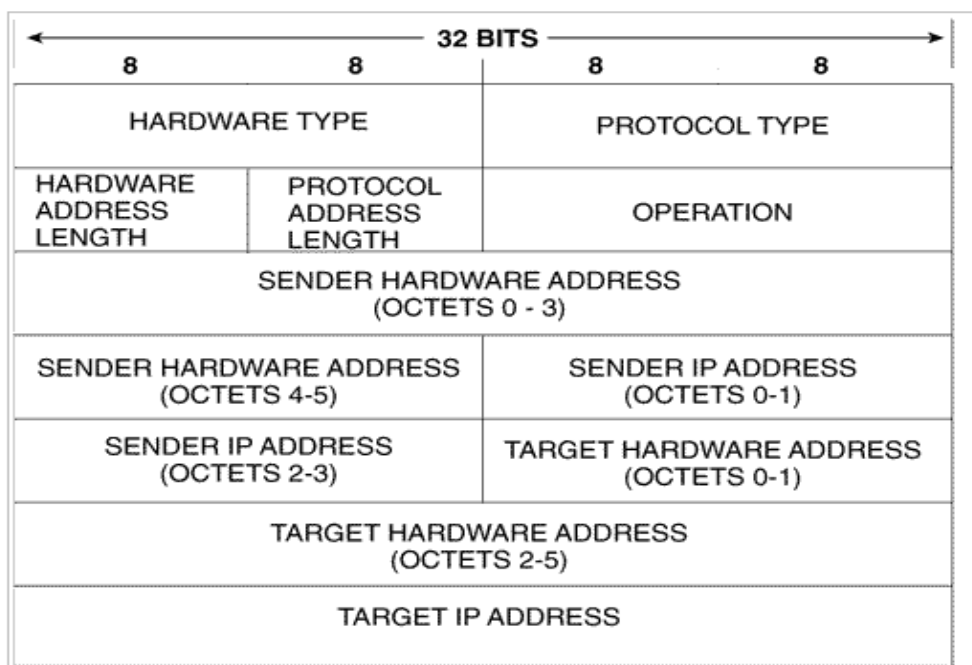 32 BITS
8 8 8 8
HARDWARE TYPE
PROTOCOL TYPE
HARDWARE
ADDRESS
LENGTH
PROTOCOL
ADDRESS
LENGTH
OPERATION
SENDER HARDWARE ADDRESS
(OCTETS 0 - 3)
SENDER HARDWARE ADDRESS
(OCTETS 4-5)
SENDER IP ADDRESS
(OCTETS 0-1)
SENDER IP ADDRESS
(OCTETS 2-3)
TARGET HARDWARE ADDRESS
(OCTETS 0-1)
TARGET HARDWARE ADDRESS
(OCTETS 2-5)
TARGET IP ADDRESS